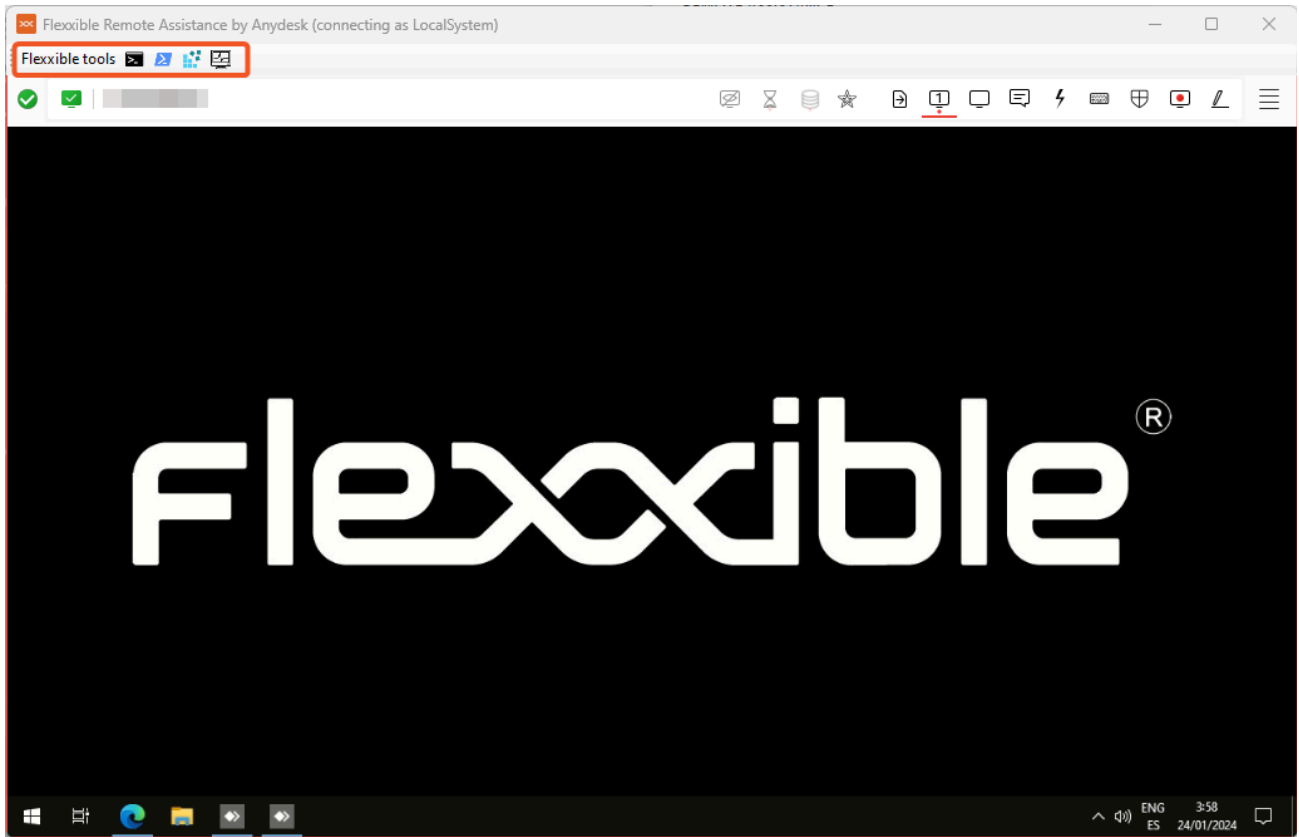 Flexxible Remote Assistance by Anydesk (connecting as LocalSystem)
Flexxible tools
1
Flexxible®
ENG 3:58
ES 24/01/2024